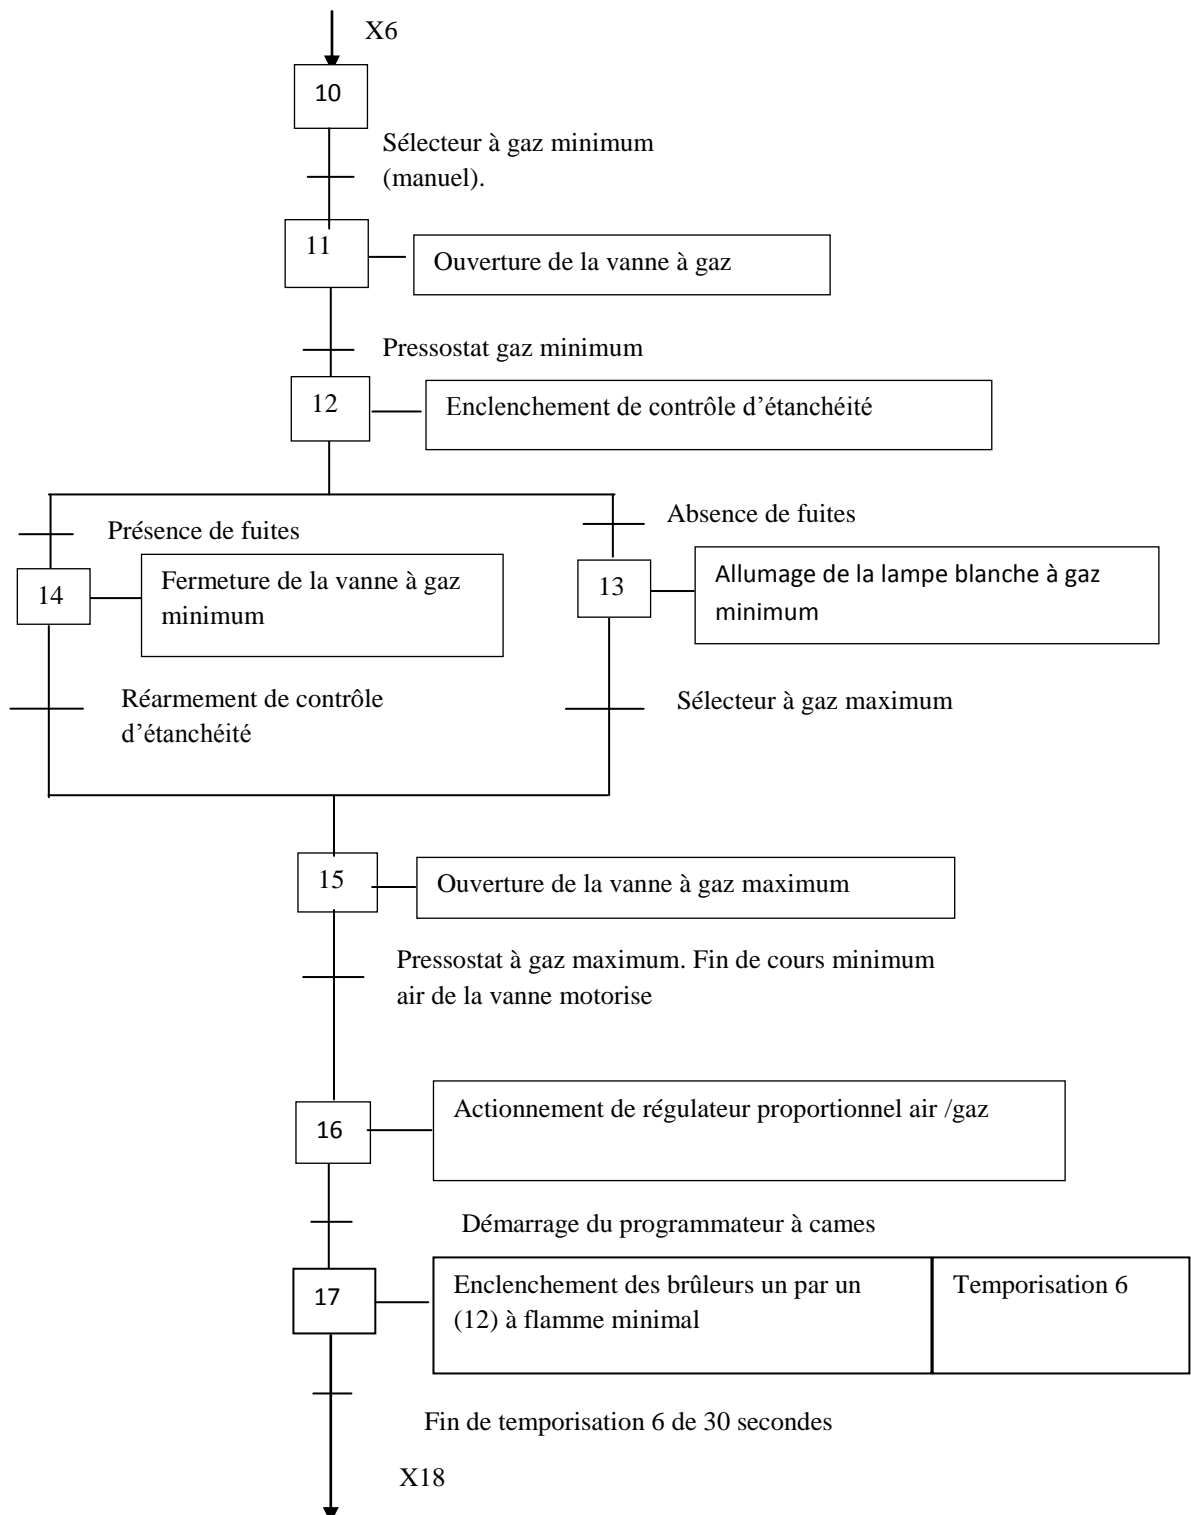 X6
10
Sélecteur à gaz minimum
(manuel).
11
Ouverture de la vanne à gaz
Pressostat gaz minimum
12
Enclenchement de contrôle d’étanchéité
Présence de fuites
Absence de fuites
14
Fermeture de la vanne à gaz
minimum
13
Allumage de la lampe blanche à gaz
minimum
Réarmement de contrôle
d’étanchéité
Sélecteur à gaz maximum
15
Ouverture de la vanne à gaz maximum
Pressostat à gaz maximum. Fin de cours minimum
air de la vanne motorise
16
Actionnement de régulateur proportionnel air /gaz
Démarrage du programmateur à cames
17
Enclenchement des brûleurs un par un
(12) à flamme minimal
Temporisation 6
Fin de temporisation 6 de 30 secondes
X18